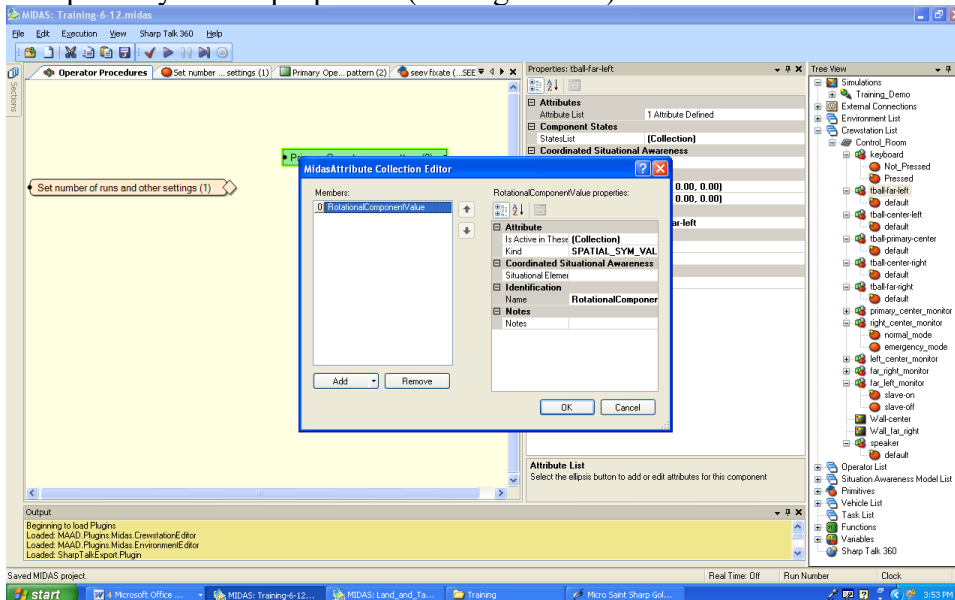 MIDAS: Training-6-12.midas
File Edit Execution View Sharp Talk 360 Help
Sections
Operator Procedures
Set number ... settings (1)
Primary Ope... pattern (2)
seev fixate (...SEE
Set number of runs and other settings (1)
MidasAttribute Collection Editor
Members:
0 RotationalComponentValue
Add
Remove
RotationalComponentValue properties:
Attribute
Is Active in These (Collection)
Kind SPATIAL_SYM_VAL
Coordinated Situational Awareness
Situational Elemen
Identification
Name RotationalComponer
Notes
Notes
OK
Cancel
Properties: tball-far-left
Attributes
Attribute List 1 Attribute Defined
Component States
StatesList (Collection)
Coordinated Situational Awareness
0.00, 0.00)
0.00, 0.00)
ar-left
Attribute List
Select the ellipsis button to add or edit attributes for this component
Tree View
Simulations
Training_Demo
External Connections
Environment List
Crewstation List
Control_Room
keyboard
Not_Pressed
Pressed
tball-far-left
default
tball-center-left
default
tball-primary-center
default
tball-center-right
default
tball-far-right
default
primary_center_monitor
right_center_monitor
normal_mode
emergency_mode
left_center_monitor
far_right_monitor
far_left_monitor
slave-on
slave-off
Wall-center
Wall_far_right
speaker
default
Operator List
Situation Awareness Model List
Primitives
Vehicle List
Task List
Functions
Variables
Sharp Talk 360
Output
Beginning to load Plugins
Loaded: MAAD.Plugins.Midas.CrewstationEditor
Loaded: MAAD.Plugins.Midas.EnvironmentEditor
Loaded: SharpTalkExport.Plugin
Saved MIDAS project.
Real Time: Off
Run Number
Clock
start
4 Microsoft Office ...
MIDAS: Training-6-12...
MIDAS: Land_and_Ta...
Training
Micro Saint Sharp Gol...
3:53 PM